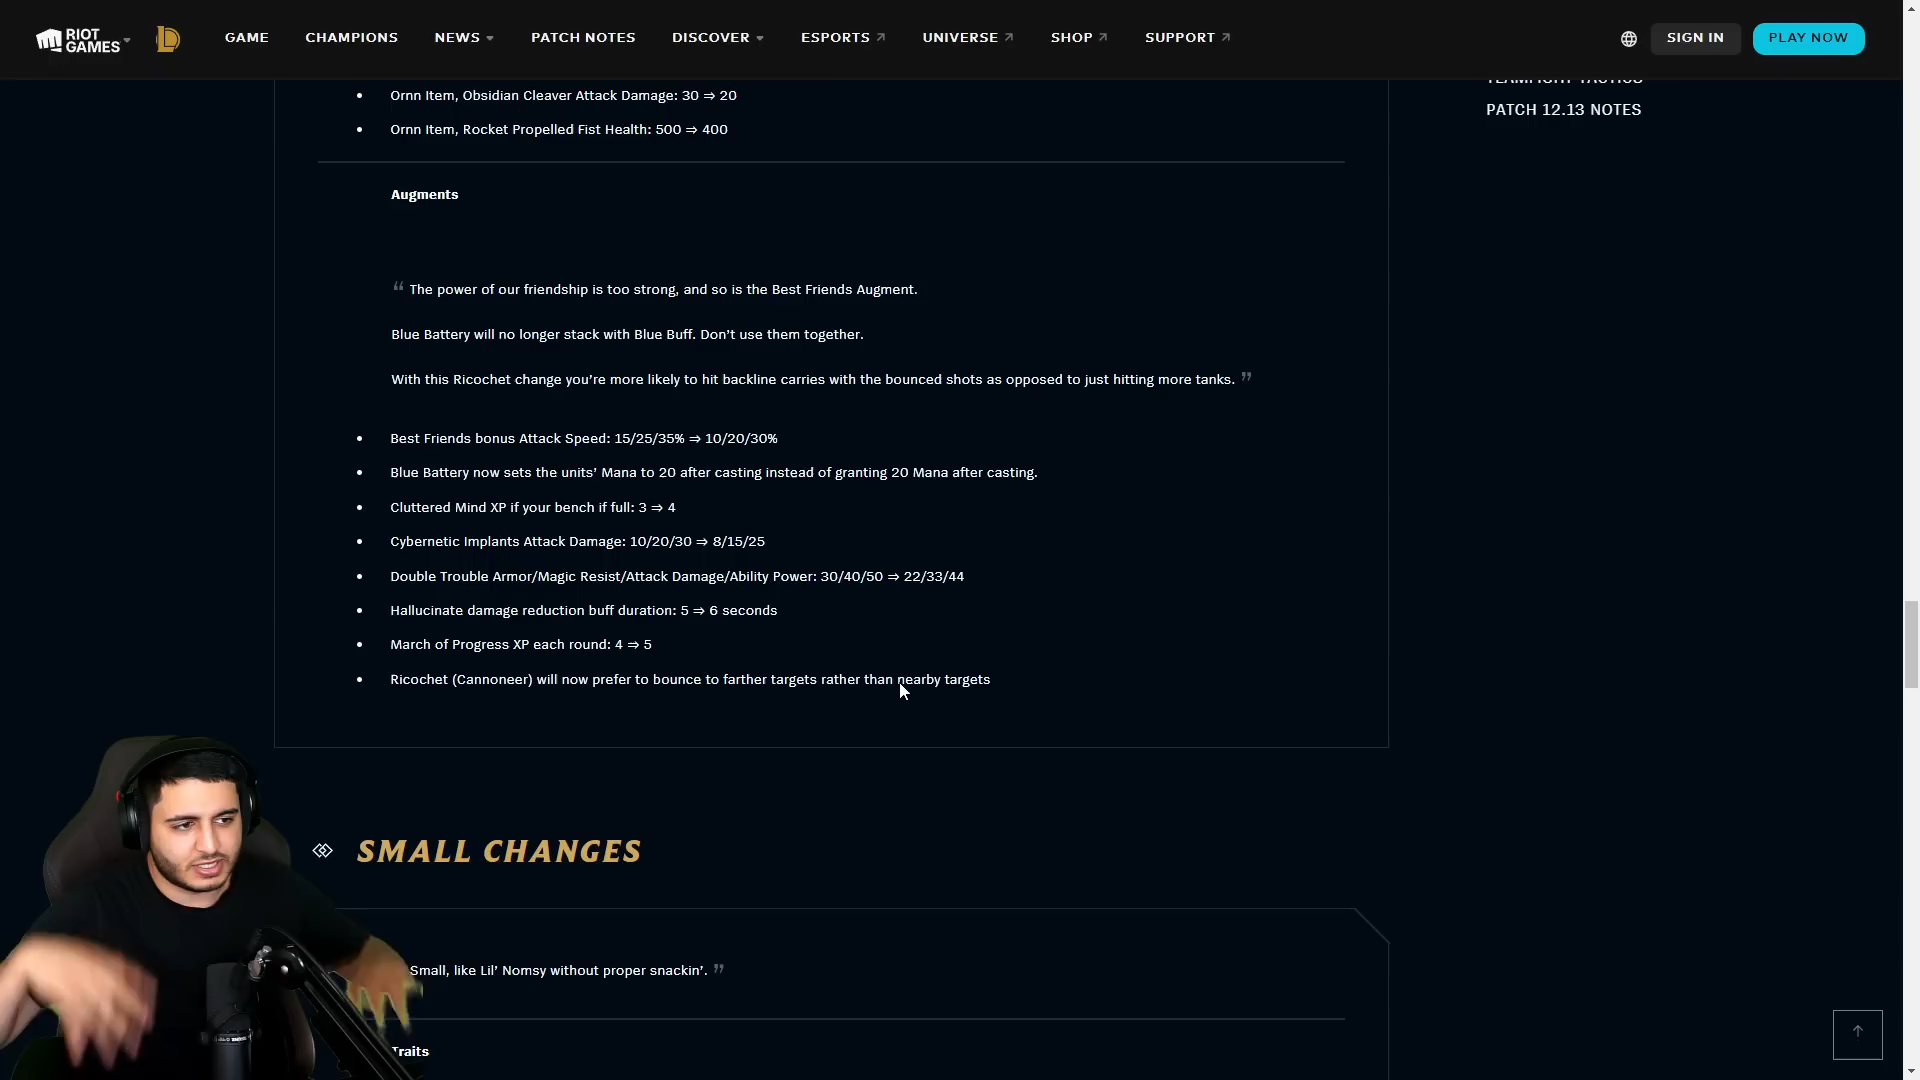 RIOT GAMES
GAME
CHAMPIONS
NEWS
PATCH NOTES
DISCOVER
ESPORTS
UNIVERSE
SHOP
SUPPORT
SIGN IN
PLAY NOW
TEAMFIGHT TACTICS
PATCH 12.13 NOTES
Ornn Item, Obsidian Cleaver Attack Damage: 30 ⇒ 20
Ornn Item, Rocket Propelled Fist Health: 500 ⇒ 400
Augments
“ The power of our friendship is too strong, and so is the Best Friends Augment.
Blue Battery will no longer stack with Blue Buff. Don’t use them together.
With this Ricochet change you’re more likely to hit backline carries with the bounced shots as opposed to just hitting more tanks. ”
Best Friends bonus Attack Speed: 15/25/35% ⇒ 10/20/30%
Blue Battery now sets the units’ Mana to 20 after casting instead of granting 20 Mana after casting.
Cluttered Mind XP if your bench if full: 3 ⇒ 4
Cybernetic Implants Attack Damage: 10/20/30 ⇒ 8/15/25
Double Trouble Armor/Magic Resist/Attack Damage/Ability Power: 30/40/50 ⇒ 22/33/44
Hallucinate damage reduction buff duration: 5 ⇒ 6 seconds
March of Progress XP each round: 4 ⇒ 5
Ricochet (Cannoneer) will now prefer to bounce to farther targets rather than nearby targets
SMALL CHANGES
Small, like Lil’ Nomsy without proper snackin’. ”
Traits